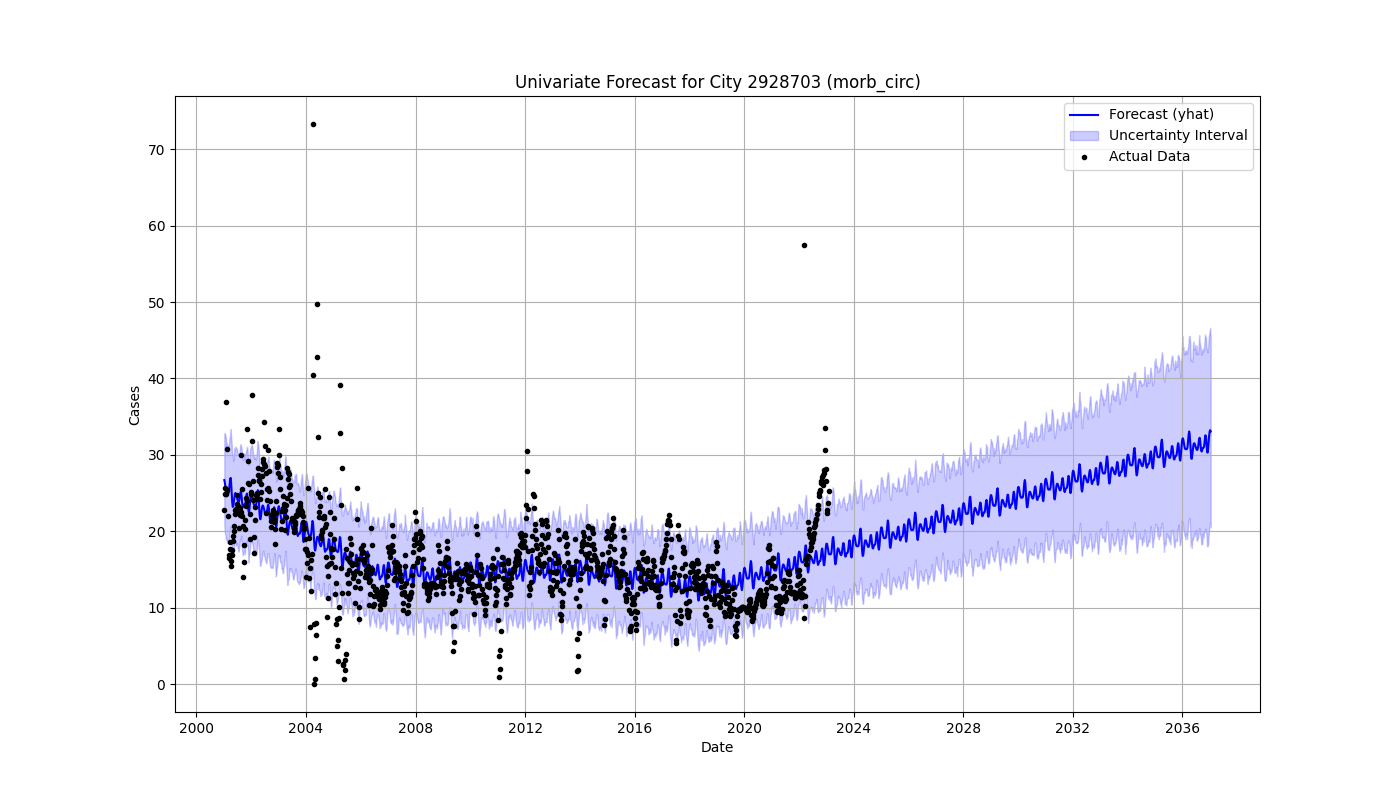 Univariate Forecast for City 2928703 (morb_circ)
Forecast (yhat)
Uncertainty Interval
Actual Data
70
60
50
40
30
20
10
0
Cases
2000 2004 2008 2012 2016 2020 2024 2028 2032 2036
Date